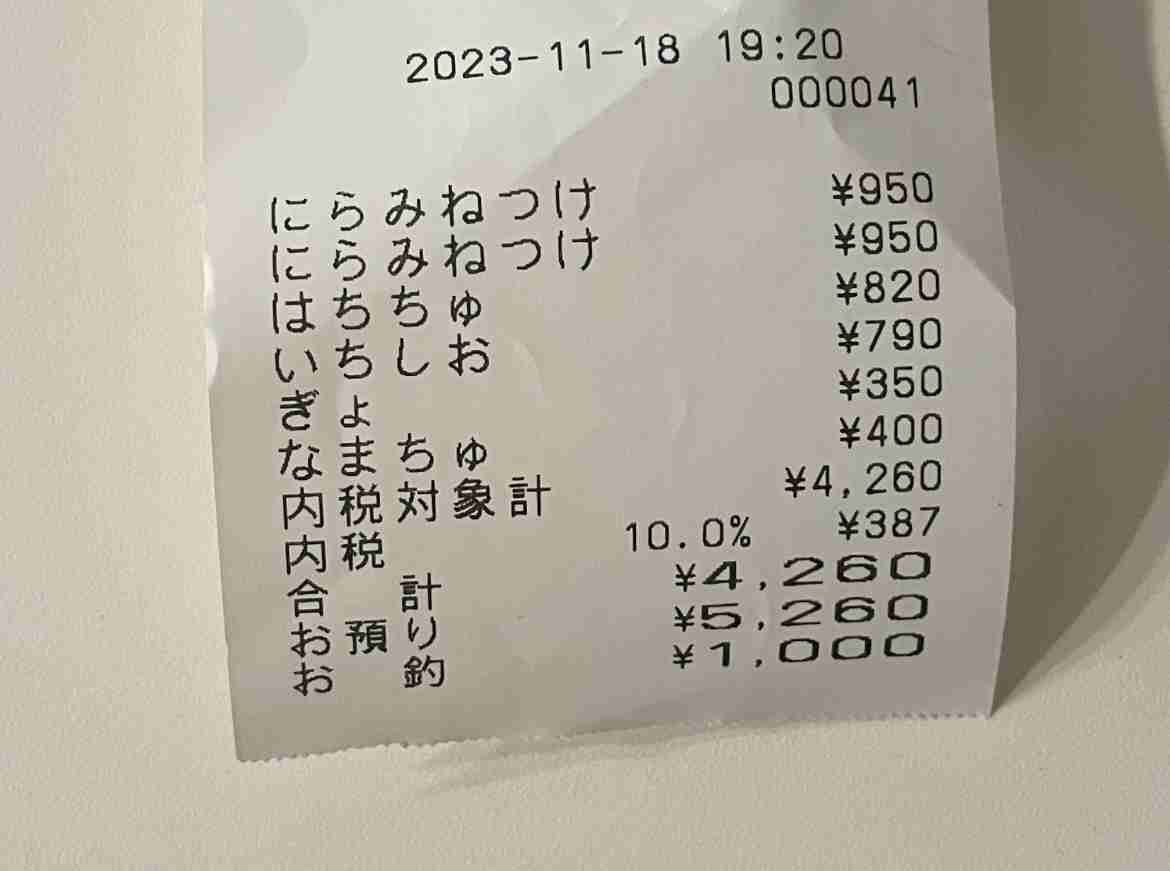 2023-11-18 19:20
000041
にらみねつけ ¥950
にらみねつけ ¥950
はちちゅ ¥820
いちしお ¥790
ぎょ ¥350
なまちゅ ¥400
内税対象計 ¥4,260
内税 10.0% ¥387
合 計 ¥4,260
お預り ¥5,260
お 釣 ¥1,000